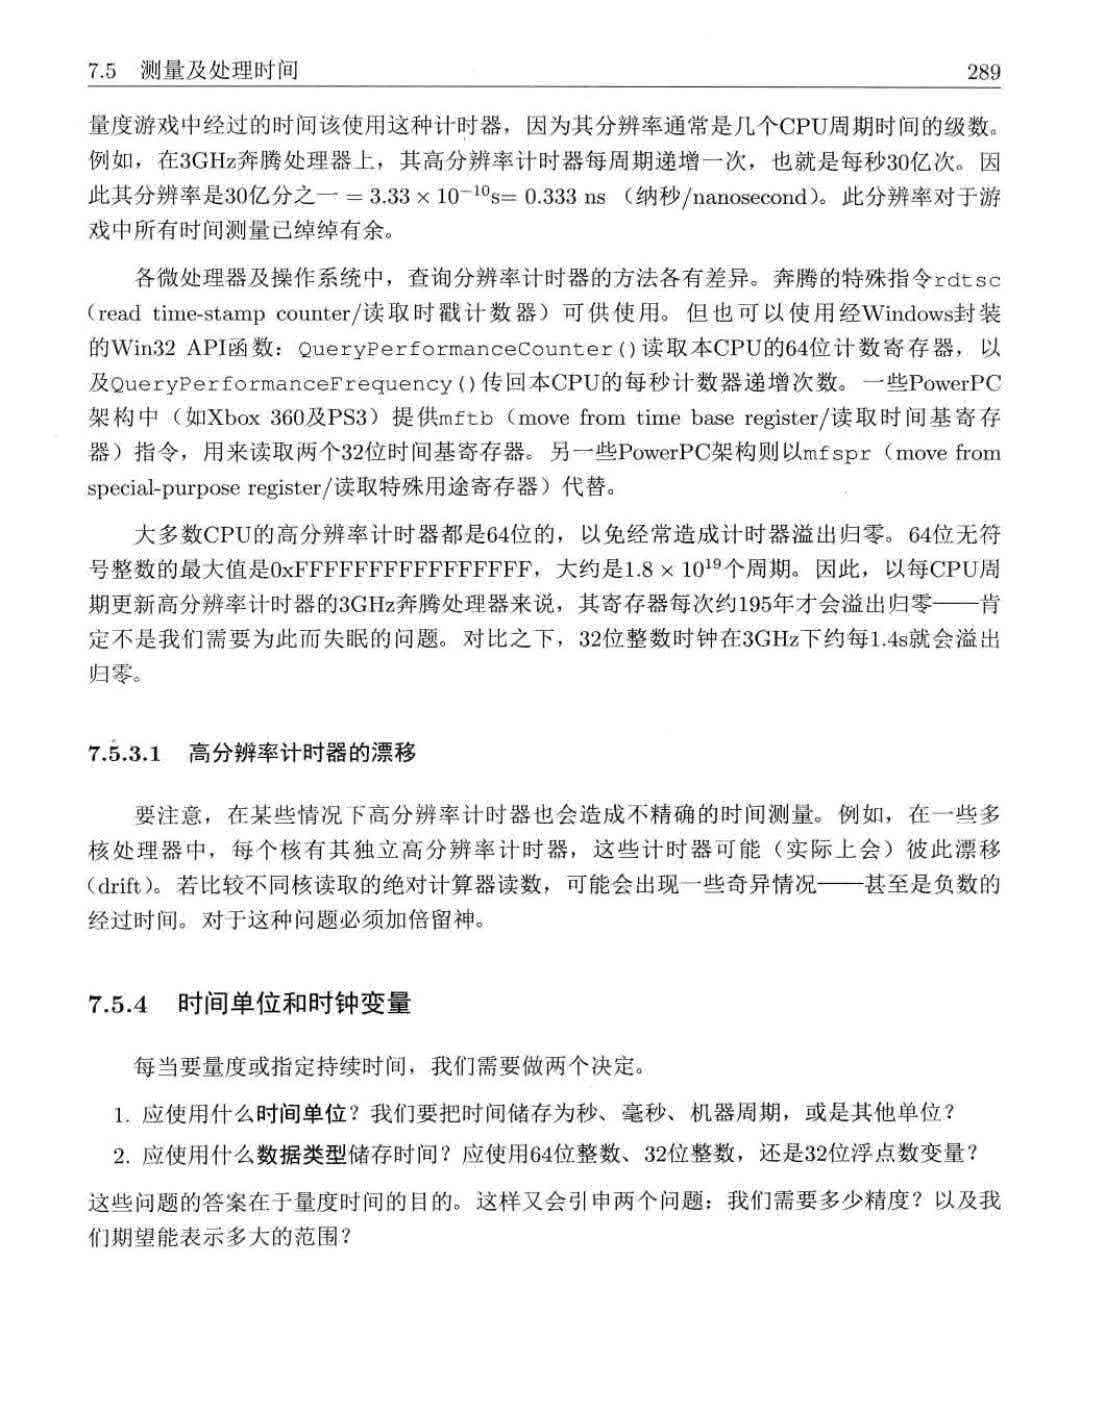 7.5 测量及处理时间 289
量度游戏中经过的时间该使用这种计时器，因为其分辨率通常是几个CPU周期时间的级数。
例如，在3GHz奔腾处理器上，其高分辨率计时器每周期递增一次，也就是每秒30亿次。因
此其分辨率是30亿分之一 = 3.33 × 10⁻¹⁰s= 0.333 ns （纳秒/nanosecond）。此分辨率对于游
戏中所有时间测量已绰绰有余。
各微处理器及操作系统中，查询分辨率计时器的方法各有差异。奔腾的特殊指令rdtsc
（read time-stamp counter/读取时戳计数器）可供使用。但也可以使用经Windows封装
的Win32 API函数：QueryPerformanceCounter()读取本CPU的64位计数寄存器，以
及QueryPerformanceFrequency()传回本CPU的每秒计数器递增次数。一些PowerPC
架构中（如Xbox 360及PS3）提供mftb（move from time base register/读取时间基寄存
器）指令，用来读取两个32位时间基寄存器。另一些PowerPC架构则以mfspr（move from
special-purpose register/读取特殊用途寄存器）代替。
大多数CPU的高分辨率计时器都是64位的，以免经常造成计时器溢出归零。64位无符
号整数的最大值是0xFFFFFFFFFFFFFFFF，大约是1.8 × 10¹⁹个周期。因此，以每CPU周
期更新高分辨率计时器的3GHz奔腾处理器来说，其寄存器每次约195年才会溢出归零——肯
定不是我们需要为此而失眠的问题。对比之下，32位整数时钟在3GHz下约每1.4s就会溢出
归零。
7.5.3.1 高分辨率计时器的漂移
要注意，在某些情况下高分辨率计时器也会造成不精确的时间测量。例如，在一些多
核处理器中，每个核有其独立高分辨率计时器，这些计时器可能（实际上会）彼此漂移
（drift）。若比较不同核读取的绝对计算器读数，可能会出现一些奇异情况——甚至是负数的
经过时间。对于这种问题必须加倍留神。
7.5.4 时间单位和时钟变量
每当要量度或指定持续时间，我们需要做两个决定。
1. 应使用什么时间单位？我们要把时间储存为秒、毫秒、机器周期，或是其他单位？
2. 应使用什么数据类型储存时间？应使用64位整数、32位整数，还是32位浮点数变量？
这些问题的答案在于量度时间的目的。这样又会引申两个问题：我们需要多少精度？以及我
们期望能表示多大的范围？